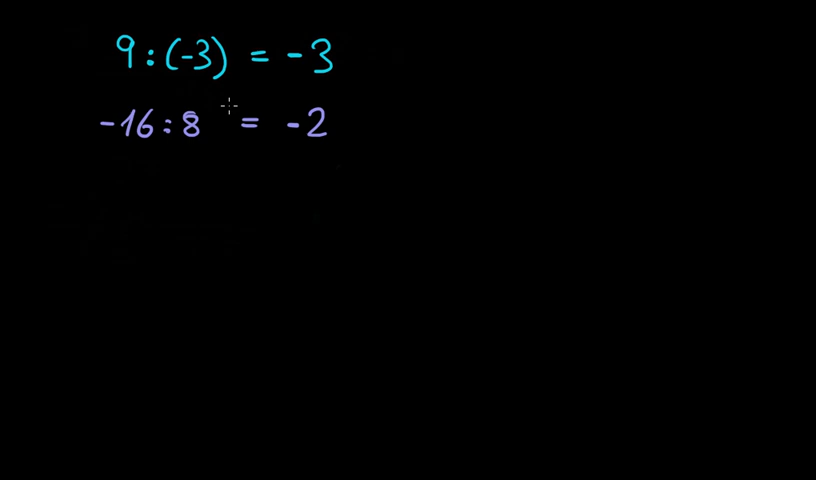 9 : (-3) = -3
-16 : 8 = -2